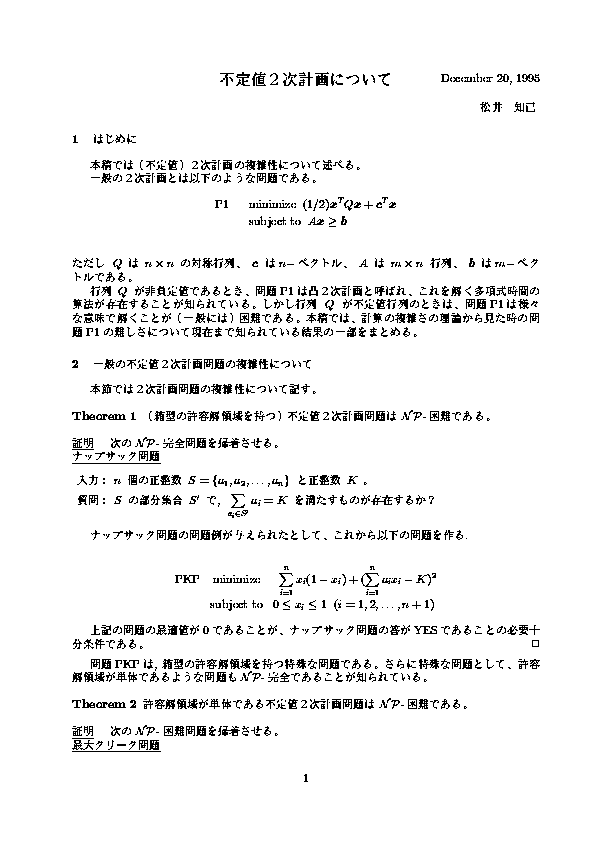 不定値２次計画について
December 20, 1995
松井　知己
1　はじめに
本稿では（不定値）２次計画の複雑性について述べる。
一般の２次計画とは以下のような問題である。
P1　minimize (1/2)xᵀQx + cᵀx
subject to Ax ≥ b
ただし Q は n × n の対称行列、 c は n− ベクトル、 A は m × n 行列、 b は m− ベク
トルである。
行列 Q が非負定値であるとき、問題 P1 は凸２次計画と呼ばれ、これを解く多項式時間の
算法が存在することが知られている。しかし行列 Q が不定値行列のときは、問題 P1 は様々
な意味で解くことが（一般には）困難である。本稿では、計算の複雑さの理論から見た時の問
題 P1 の難しさについて現在まで知られている結果の一部をまとめる。
2　一般の不定値２次計画問題の複雑性について
本節では２次計画問題の複雑性について記す。
Theorem 1 （箱型の許容解領域を持つ）不定値２次計画問題は NP- 困難である。
証明　次の NP- 完全問題を帰着させる。
ナップサック問題
入力： n 個の正整数 S = {a₁, a₂, . . . , aₙ} と正整数 K 。
質問： S の部分集合 S′ で, ∑_{aᵢ∈S′} aᵢ = K を満たすものが存在するか？
ナップサック問題の問題例が与えられたとして、これから以下の問題を作る.
PKP　minimize　∑_{i=1}^{n} xᵢ(1 − xᵢ) + (∑_{i=1}^{n} aᵢxᵢ − K)²
subject to 0 ≤ xᵢ ≤ 1 (i = 1, 2, . . . , n + 1)
上記の問題の最適値が 0 であることが、ナップサック問題の答が YES であることの必要十
分条件である。 □
問題 PKP は, 箱型の許容解領域を持つ特殊な問題である。さらに特殊な問題として、許容
解領域が単体であるような問題も NP- 完全であることが知られている。
Theorem 2 許容解領域が単体である不定値２次計画問題は NP- 困難である。
証明　次の NP- 困難問題を帰着させる。
最大クリーク問題
1